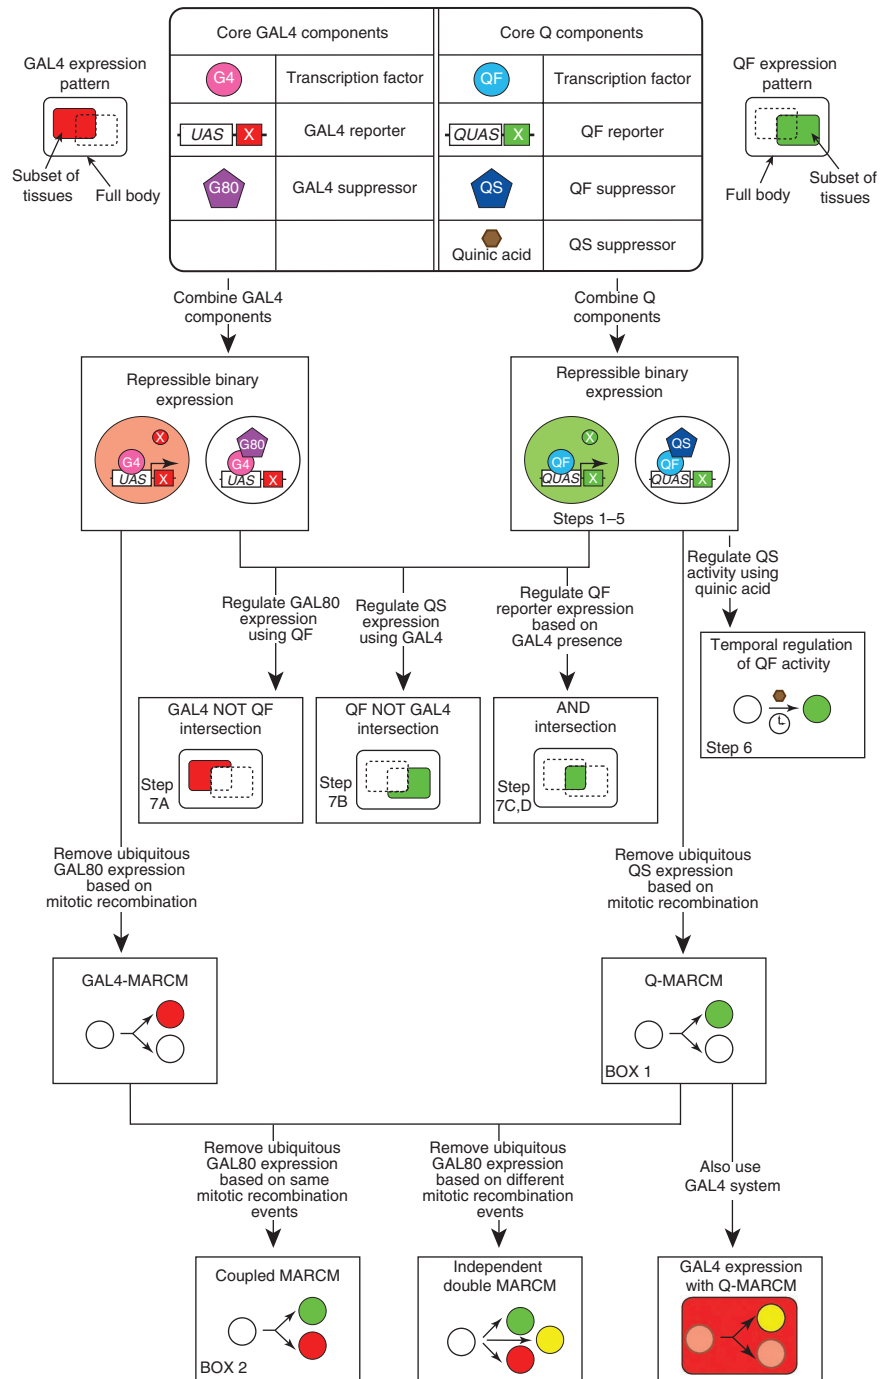 Core GAL4 components
Core Q components
G4
Transcription factor
QF
Transcription factor
UAS
X
GAL4 reporter
QUAS
X
QF reporter
G80
GAL4 suppressor
QS
QF suppressor
Quinic acid
QS suppressor
GAL4 expression
pattern
Subset of
tissues
Full body
QF expression
pattern
Full body
Subset of
tissues
Combine GAL4
components
Combine Q
components
Repressible binary
expression
X
G4
UAS
X
G80
G4
UAS
X
Repressible binary
expression
X
QF
QUAS
X
QS
QF
QUAS
X
Steps 1–5
Regulate GAL80
expression
using QF
Regulate QS
expression
using GAL4
Regulate QF
reporter expression
based on
GAL4 presence
Regulate QS
activity using
quinic acid
Temporal regulation
of QF activity
Step 6
GAL4 NOT QF
intersection
Step
7A
QF NOT GAL4
intersection
Step
7B
AND
intersection
Step
7C,D
Remove ubiquitous
GAL80 expression
based on
mitotic recombination
Remove ubiquitous
QS expression
based on
mitotic recombination
GAL4-MARCM
Q-MARCM
BOX 1
Remove ubiquitous
GAL80 expression
based on same
mitotic recombination
events
Remove ubiquitous
GAL80 expression
based on different
mitotic recombination
events
Also use
GAL4 system
Coupled MARCM
BOX 2
Independent
double MARCM
GAL4 expression
with Q-MARCM